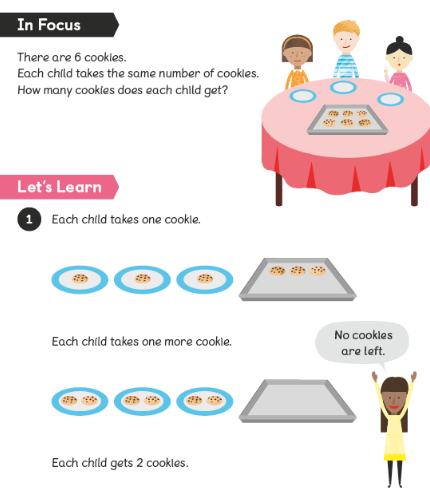 In Focus
There are 6 cookies.
Each child takes the same number of cookies.
How many cookies does each child get?
Let's Learn
1 Each child takes one cookie.
Each child takes one more cookie.
No cookies
are left.
Each child gets 2 cookies.